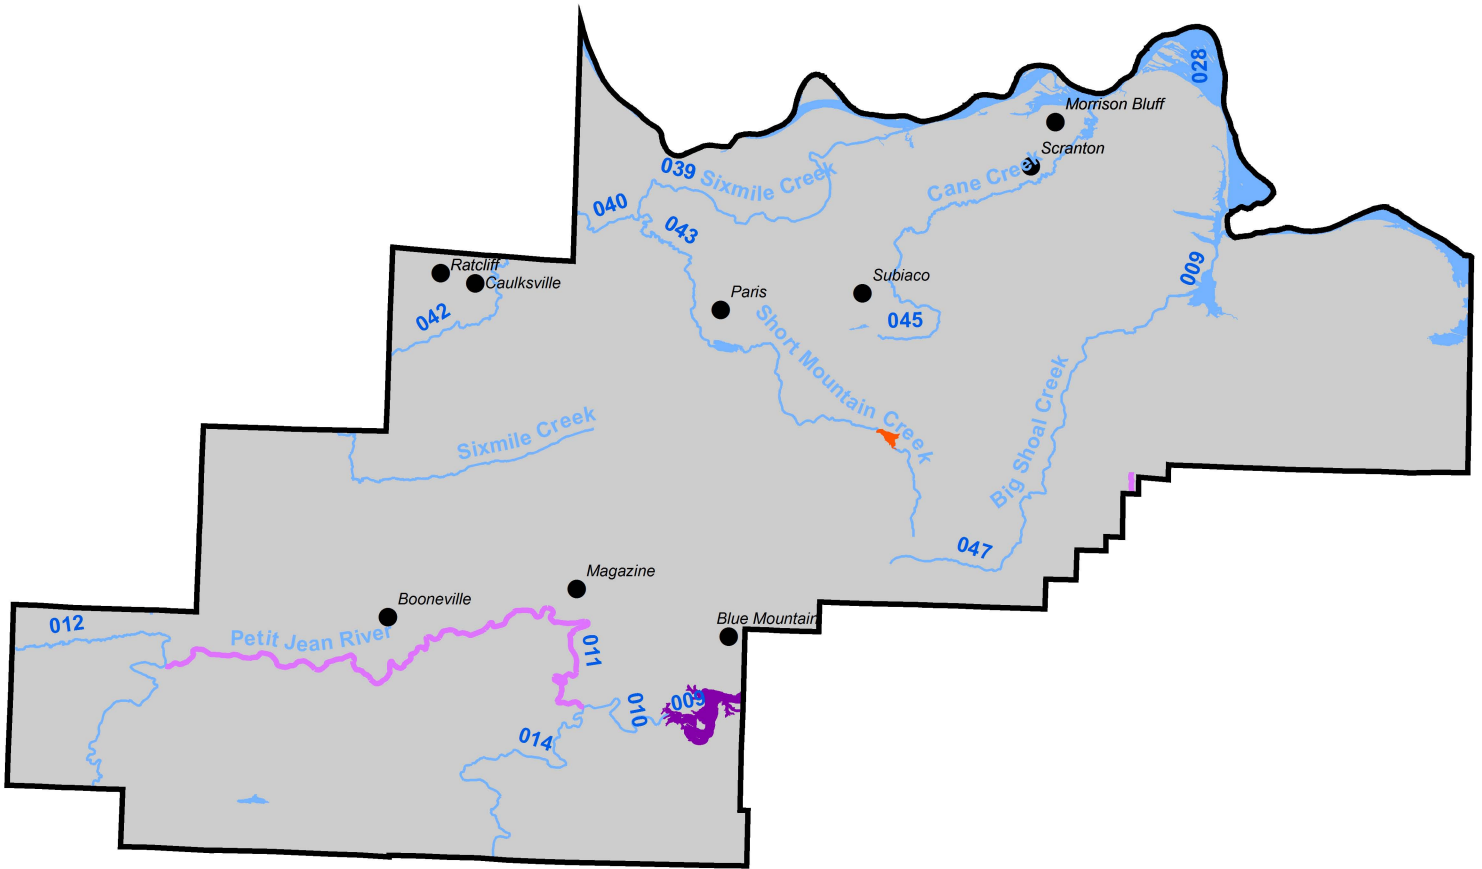 028
Morrison Bluff
Scranton
039 Sixmile Creek
Cane Creek
040
043
009
Ratcliff
Caulksville
Subiaco
Paris
042
045
Short Mountain Creek
Big Shoal Creek
Sixmile Creek
047
Magazine
Booneville
Blue Mountain
012
Petit Jean River
011
009
010
014